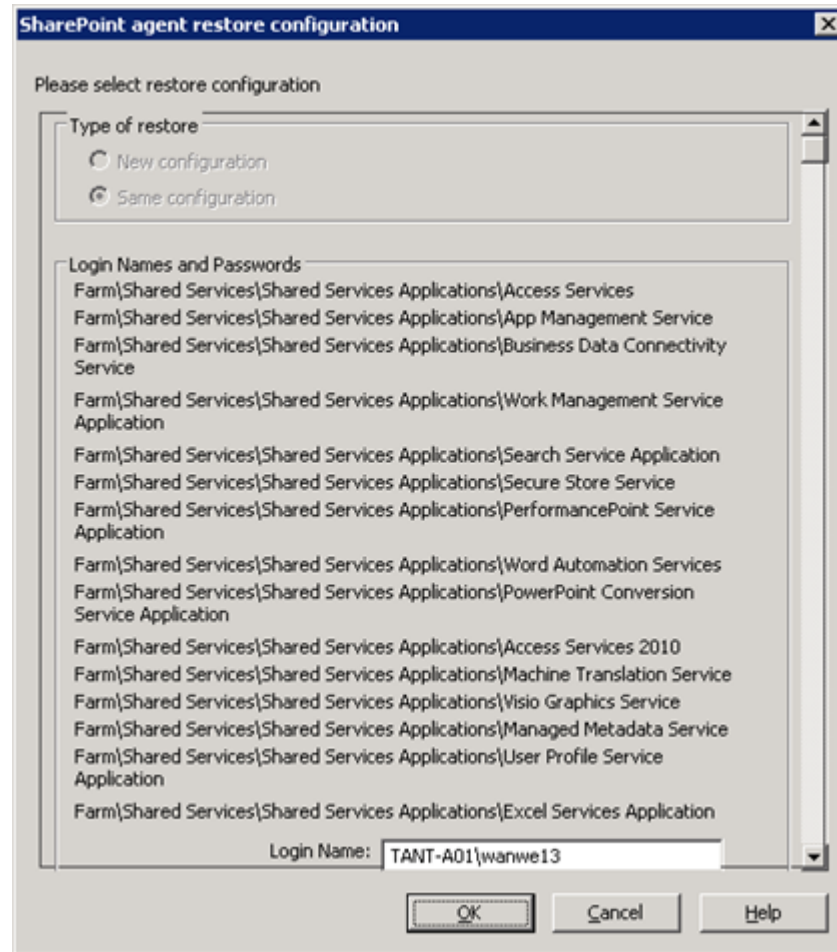 SharePoint agent restore configuration
Please select restore configuration
Type of restore
New configuration
Same configuration
Login Names and Passwords
Farm\Shared Services\Shared Services Applications\Access Services
Farm\Shared Services\Shared Services Applications\App Management Service
Farm\Shared Services\Shared Services Applications\Business Data Connectivity
Service
Farm\Shared Services\Shared Services Applications\Work Management Service
Application
Farm\Shared Services\Shared Services Applications\Search Service Application
Farm\Shared Services\Shared Services Applications\Secure Store Service
Farm\Shared Services\Shared Services Applications\PerformancePoint Service
Application
Farm\Shared Services\Shared Services Applications\Word Automation Services
Farm\Shared Services\Shared Services Applications\PowerPoint Conversion
Service Application
Farm\Shared Services\Shared Services Applications\Access Services 2010
Farm\Shared Services\Shared Services Applications\Machine Translation Service
Farm\Shared Services\Shared Services Applications\Visio Graphics Service
Farm\Shared Services\Shared Services Applications\Managed Metadata Service
Farm\Shared Services\Shared Services Applications\User Profile Service
Application
Farm\Shared Services\Shared Services Applications\Excel Services Application
Login Name: TANT-A01\wanwe13
OK Cancel Help